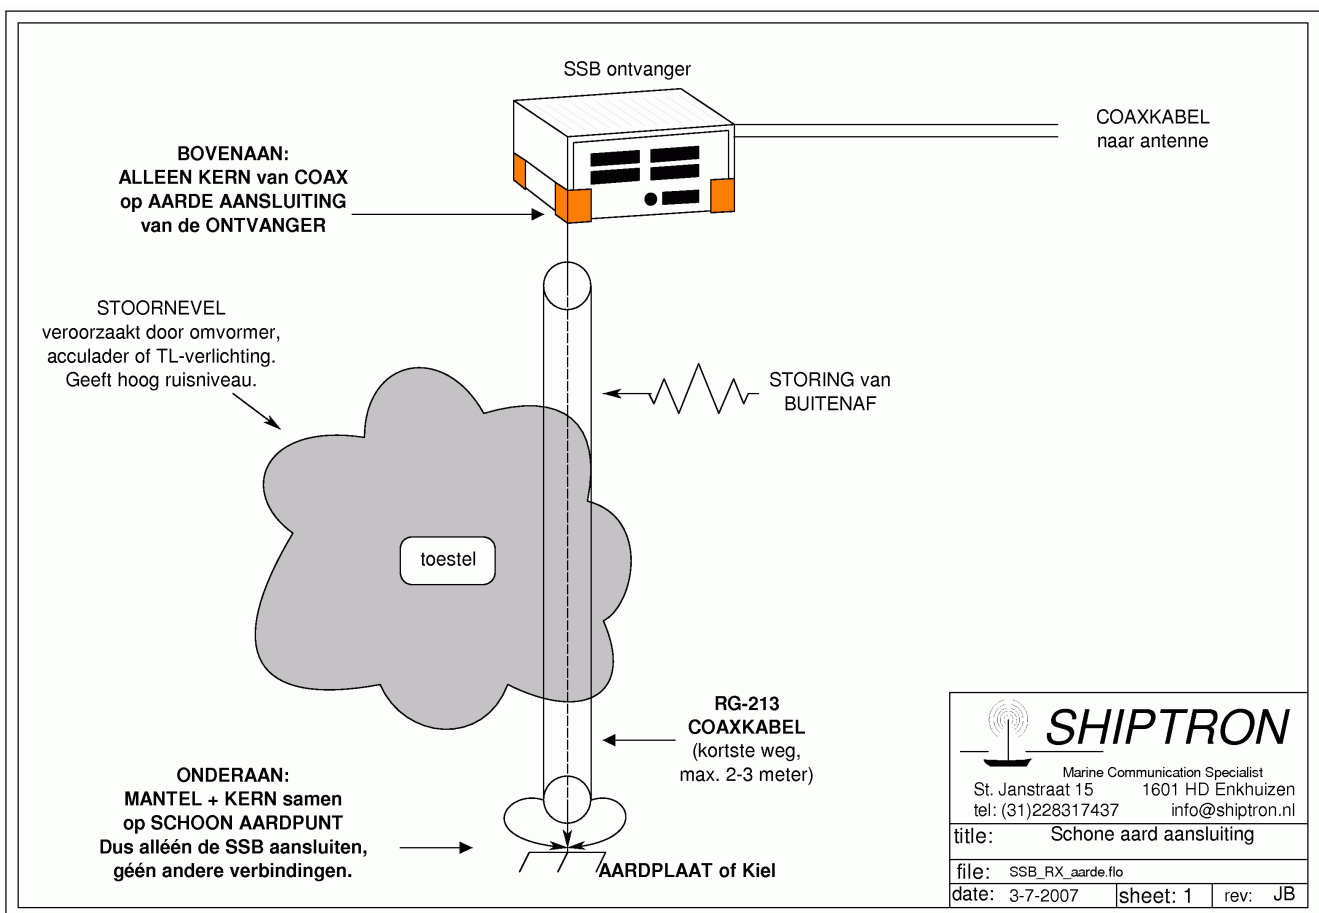 SSB ontvanger
COAXKABEL
naar antenne
BOVENAAN:
ALLEEN KERN van COAX
op AARDE AANSLUITING
van de ONTVANGER
STOORNEVEL
veroorzaakt door omvormer,
acculader of TL-verlichting.
Geeft hoog ruisniveau.
STORING van
BUITENAF
toestel
RG-213
COAXKABEL
(kortste weg,
max. 2-3 meter)
ONDERAAN:
MANTEL + KERN samen
op SCHOON AARDPUNT
Dus alléén de SSB aansluiten,
géén andere verbindingen.
AARDPLAAT of Kiel
SHIPTRON
Marine Communication Specialist
St. Janstraat 15 1601 HD Enkhuizen
tel: (31)228317437 info@shiptron.nl
title: Schone aard aansluiting
file: SSB_RX_aarde.flo
date: 3-7-2007 sheet: 1 rev: JB